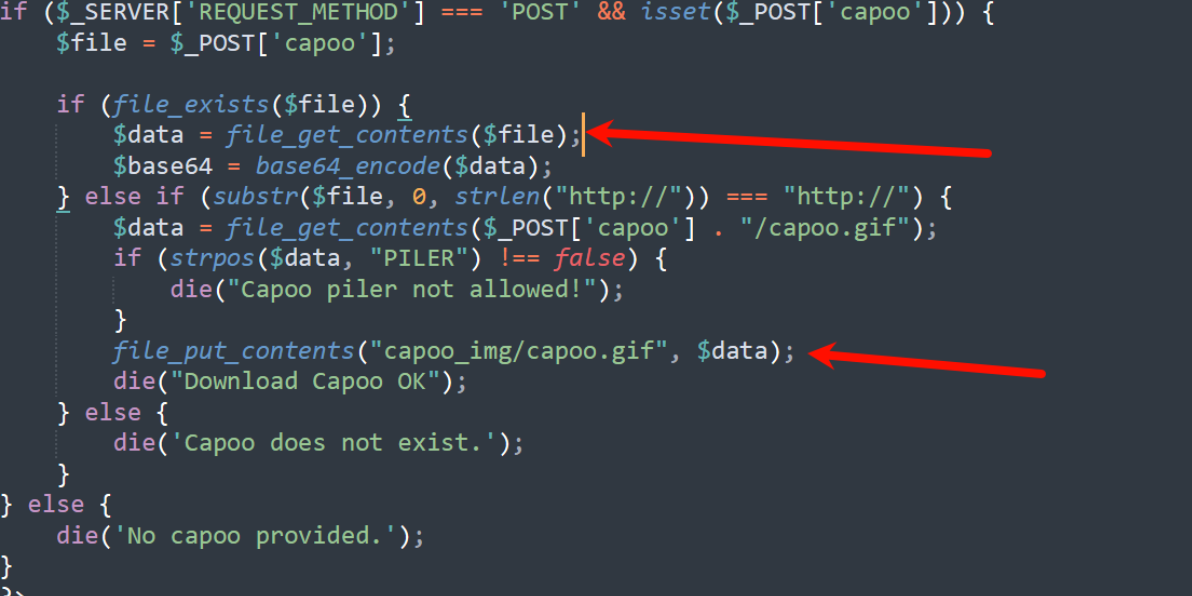 if ($_SERVER['REQUEST_METHOD'] === 'POST' && isset($_POST['capoo'])) {
    $file = $_POST['capoo'];

    if (file_exists($file)) {
        $data = file_get_contents($file);
        $base64 = base64_encode($data);
    } else if (substr($file, 0, strlen("http://")) === "http://") {
        $data = file_get_contents($_POST['capoo'] . "/capoo.gif");
        if (strpos($data, "PILER") !== false) {
            die("Capoo piler not allowed!");
        }
        file_put_contents("capoo_img/capoo.gif", $data);
        die("Download Capoo OK");
    } else {
        die('Capoo does not exist.');
    }
} else {
    die('No capoo provided.');
}